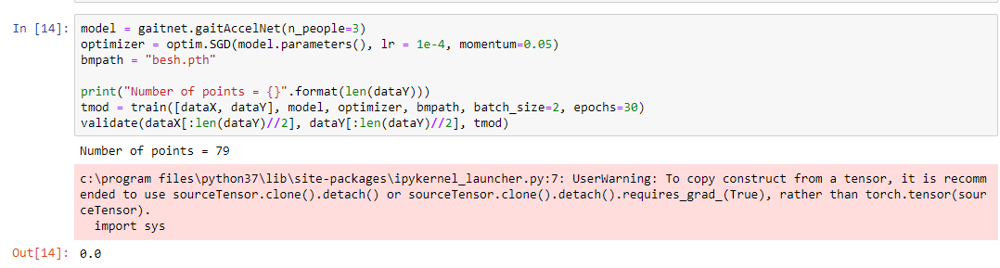 In [14]: model = gaitnet.gaitAccelNet(n_people=3)
optimizer = optim.SGD(model.parameters(), lr = 1e-4, momentum=0.05)
bmpath = "besh.pth"
print("Number of points = {}".format(len(dataY)))
tmod = train([dataX, dataY], model, optimizer, bmpath, batch_size=2, epochs=30)
validate(dataX[:len(dataY)//2], dataY[:len(dataY)//2], tmod)
Number of points = 79
c:\program files\python37\lib\site-packages\ipykernel_launcher.py:7: UserWarning: To copy construct from a tensor, it is recomm
ended to use sourceTensor.clone().detach() or sourceTensor.clone().detach().requires_grad_(True), rather than torch.tensor(sour
ceTensor).
import sys
Out[14]: 0.0